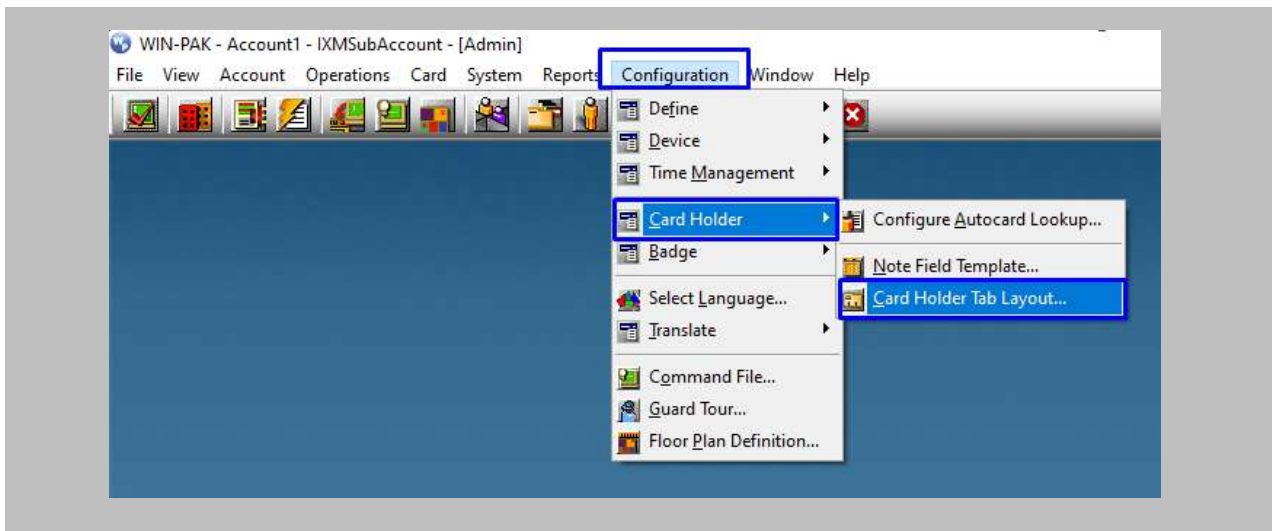 WIN-PAK - Account1 - IXMSubAccount - [Admin]
File View Account Operations Card System Reports Configuration Window Help
Define
Device
Time Management
Card Holder
Configure Autocard Lookup...
Badge
Note Field Template...
Select Language...
Card Holder Tab Layout...
Translate
Command File...
Guard Tour...
Floor Plan Definition...